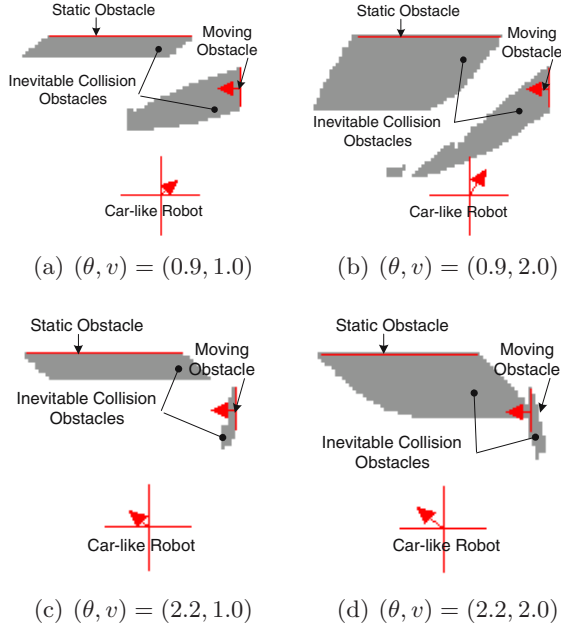 Static Obstacle
Moving
Obstacle
Inevitable Collision
Obstacles
Car-like Robot
(a) (θ, v) = (0.9, 1.0)
Static Obstacle
Moving
Obstacle
Inevitable Collision
Obstacles
Car-like Robot
(b) (θ, v) = (0.9, 2.0)
Static Obstacle
Moving
Obstacle
Inevitable Collision
Obstacles
Car-like Robot
(c) (θ, v) = (2.2, 1.0)
Static Obstacle
Moving
Obstacle
Inevitable Collision
Obstacles
Car-like Robot
(d) (θ, v) = (2.2, 2.0)